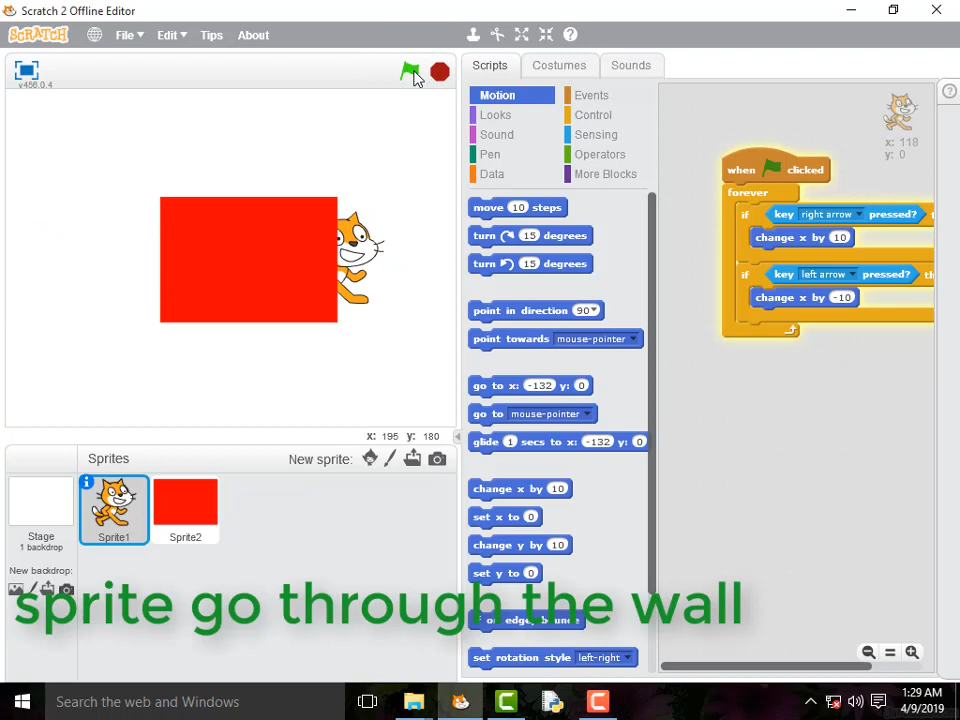 Scratch 2 Offline Editor
SCRATCH File Edit Tips About
v456.0.4
Scripts Costumes Sounds
Motion Events
Looks Control
Sound Sensing
Pen Operators
Data More Blocks
move 10 steps
turn 15 degrees
turn 15 degrees
point in direction 90
point towards mouse-pointer
go to x: -132 y: 0
go to mouse-pointer
glide 1 secs to x: -132 y: 0
change x by 10
set x to 0
change y by 10
set y to 0
if on edge, bounce
set rotation style left-right
x: 118
y: 0
when clicked
forever
if key right arrow pressed?
change x by 10
if key left arrow pressed?
change x by -10
x: 195 y: 180
Sprites New sprite:
Stage
1 backdrop
New backdrop:
Sprite1
Sprite2
sprite go through the wall
Search the web and Windows
1:29 AM
4/9/2019